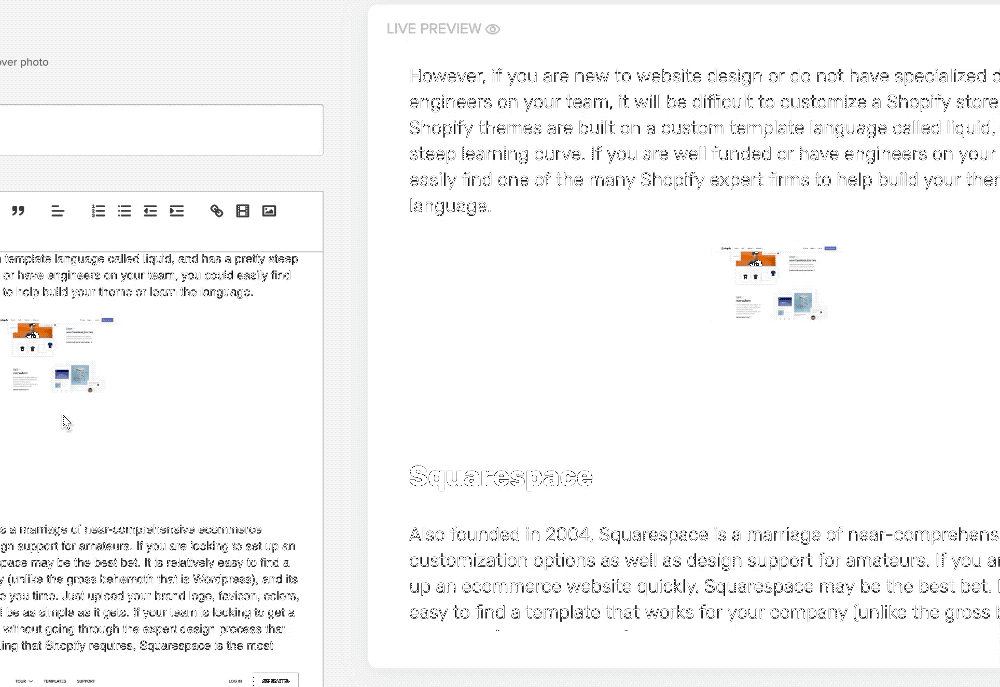 over photo
template language called liquid, and has a pretty steep
or have engineers on your team, you could easily find
to help build your theme or learn the language.
s a marriage of near-comprehensive ecommerce
gn support for amateurs. If you are looking to set up an
space may be the best bet. It is relatively easy to find a
y (unlike the gross behemoth that is Wordpress), and its
e you time. Just upload your brand logo, favicon, colors,
l be as simple as it gets. If your team is looking to get a
without going through the expert design process that
ing that Shopify requires, Squarespace is the most
TOUR TEMPLATES SUPPORT LOG IN
LIVE PREVIEW
However, if you are new to website design or do not have specialized d
engineers on your team, it will be difficult to customize a Shopify store
Shopify themes are built on a custom template language called liquid,
steep learning curve. If you are well funded or have engineers on your
easily find one of the many Shopify expert firms to help build your them
language.
Squarespace
Also founded in 2004, Squarespace is a marriage of near-comprehens
customization options as well as design support for amateurs. If you ar
up an ecommerce website quickly, Squarespace may be the best bet. I
easy to find a template that works for your company (unlike the gross b